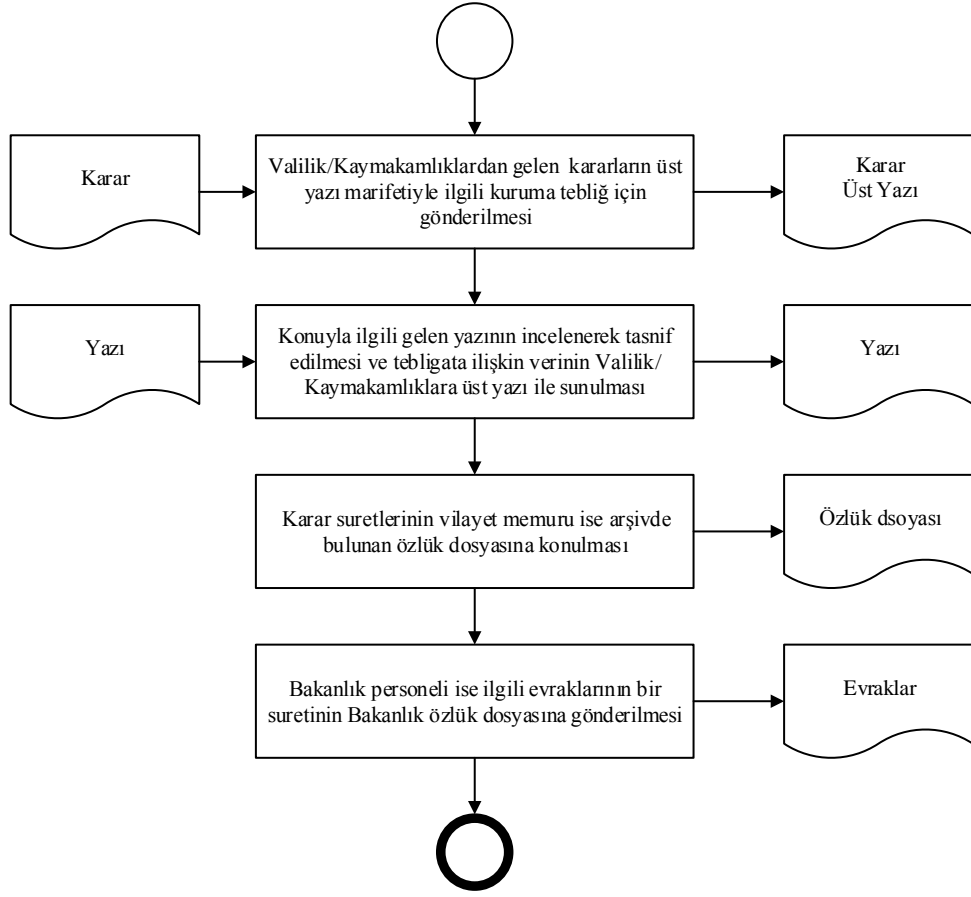 Karar
Valilik/Kaymakamlıklardan gelen kararların üst
yazı marifetiyle ilgili kuruma tebliğ için
gönderilmesi
Karar
Üst Yazı
Yazı
Konuyla ilgili gelen yazının incelenerek tasnif
edilmesi ve tebligata ilişkin verinin Valilik/
Kaymakamlıklara üst yazı ile sunulması
Yazı
Karar suretlerinin vilayet memuru ise arşivde
bulunan özlük dosyasına konulması
Özlük dsoyası
Bakanlık personeli ise ilgili evraklarının bir
suretinin Bakanlık özlük dosyasına gönderilmesi
Evraklar